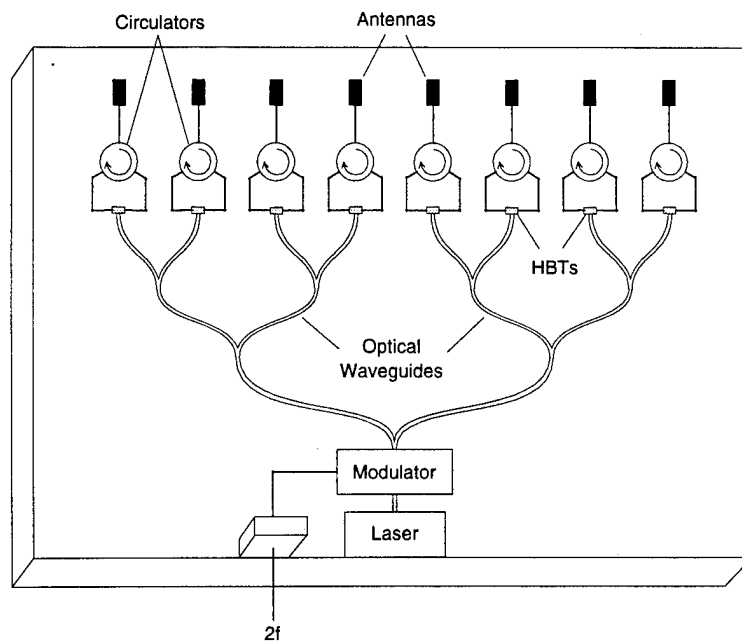 Circulators
Antennas
HBTs
Optical
Waveguides
Modulator
Laser
2f